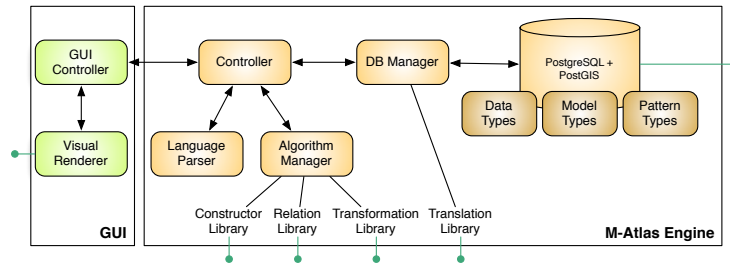 GUI
Controller
Controller
DB Manager
PostgreSQL +
PostGIS
Data
Types
Model
Types
Pattern
Types
Visual
Renderer
Language
Parser
Algorithm
Manager
Constructor
Library
Relation
Library
Transformation
Library
Translation
Library
GUI
M-Atlas Engine